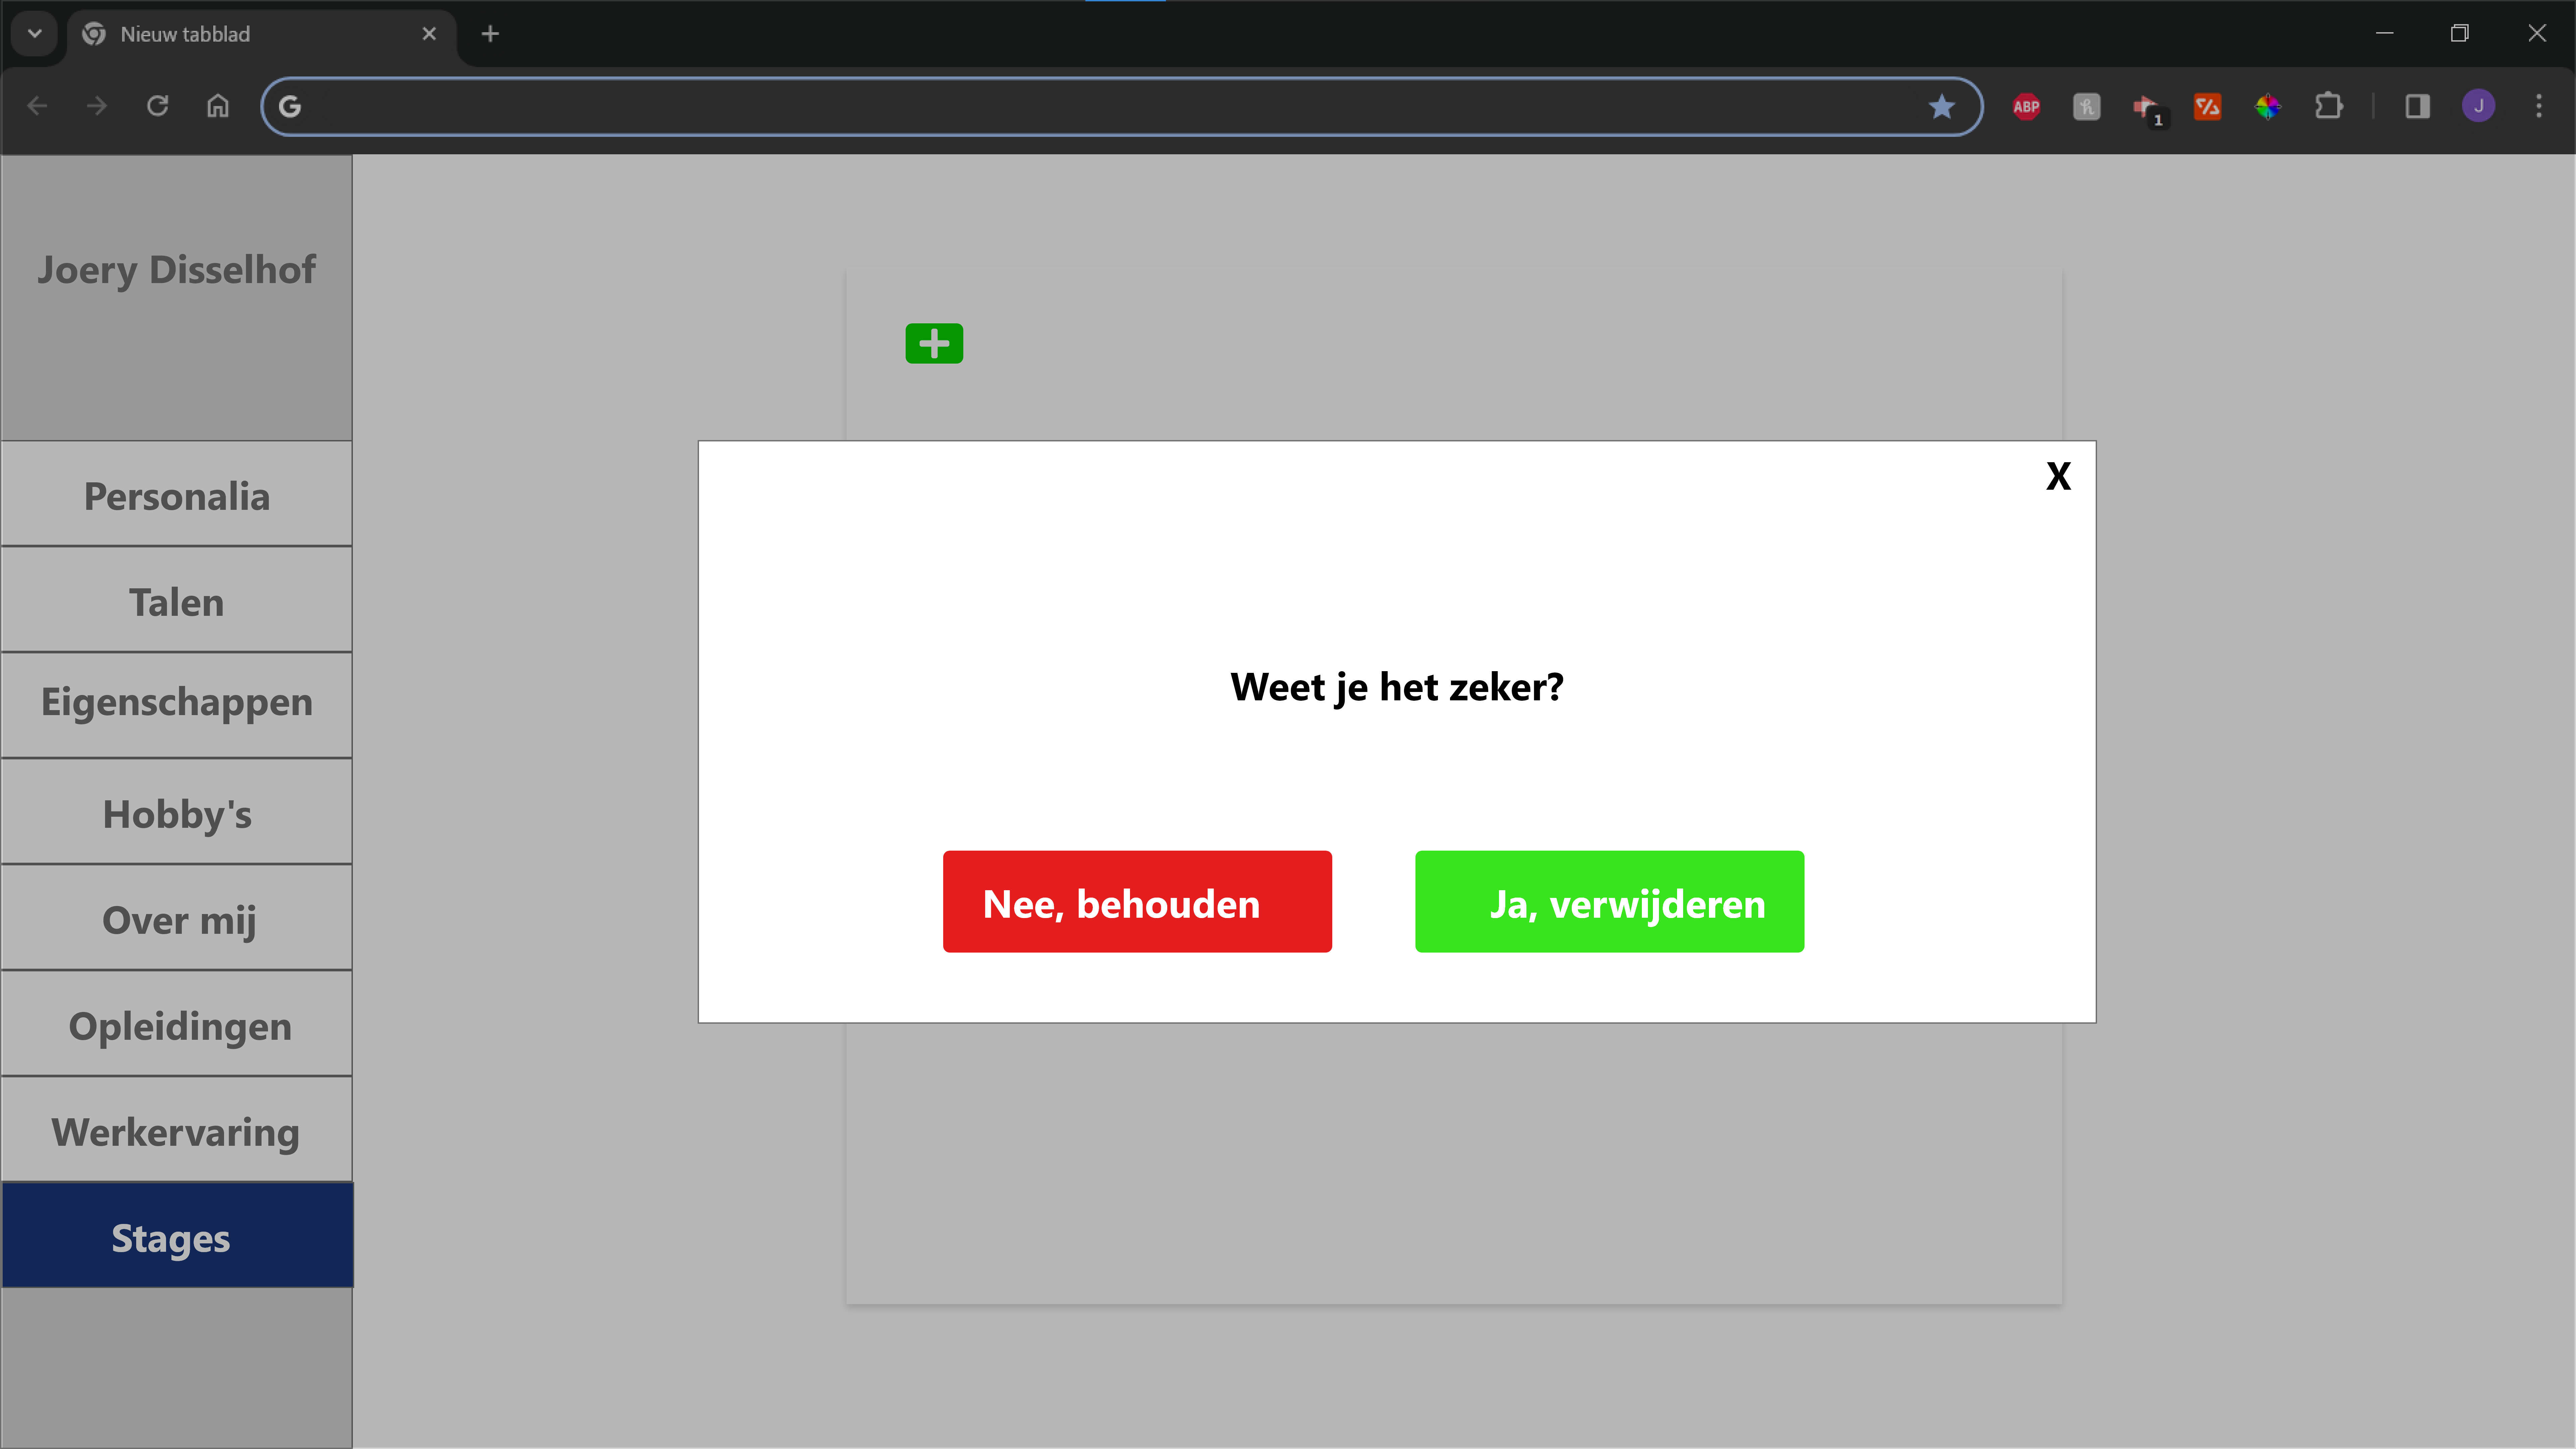 Nieuw tabblad
ABP
1
J
Joery Disselhof
Personalia
Talen
Eigenschappen
Hobby's
Over mij
Opleidingen
Werkervaring
Stages
X
Weet je het zeker?
Nee, behouden
Ja, verwijderen